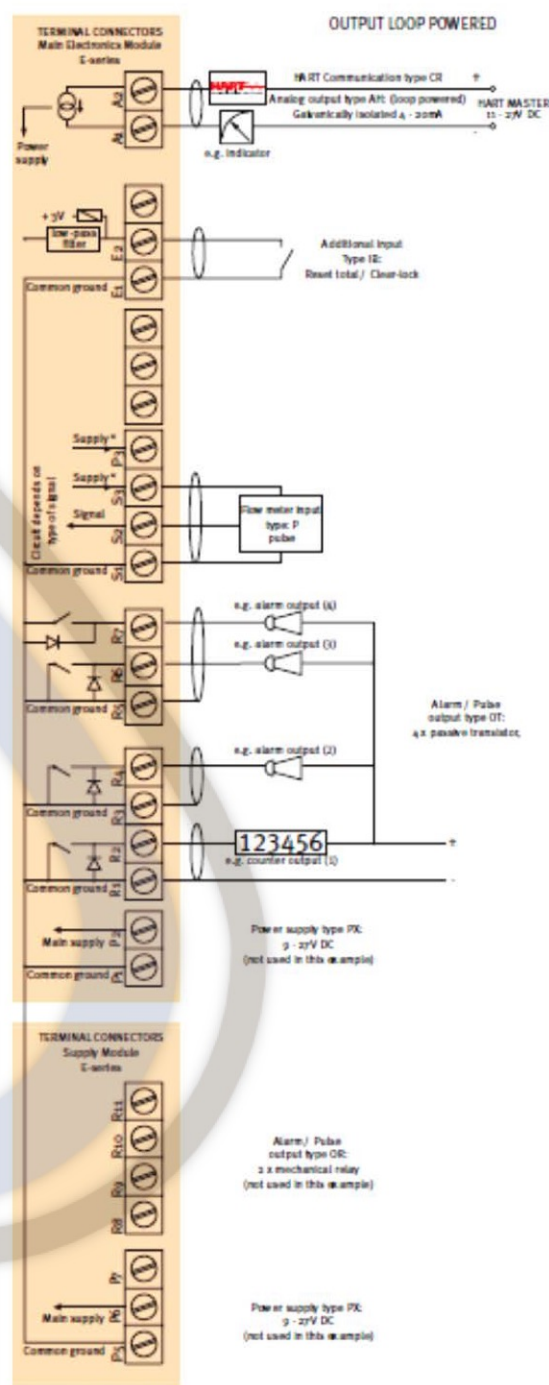 OUTPUT LOOP POWERED
TERMINAL CONNECTORS
Main Electronics Module
E-series
A2
HART
HART Communication type CR
+
Analog output type AH: (loop powered)
HART MASTER
A1
Galvanically isolated 4 - 20mA
-
11 - 27V DC
Power
supply
e.g. indicator
+ 3V
low-pass
filter
E2
Additional input
Type IB:
Reset total / Clear-lock
Common ground
E1
Supply *
P3
Circuit depends on
type of signal
Supply *
S3
Signal
S2
Flow meter input
type: P
pulse
Common ground
S1
e.g. alarm output (4)
R7
e.g. alarm output (3)
R6
Common ground
R5
Alarm / Pulse
output type OT:
4 x passive transistor,
e.g. alarm output (2)
R4
Common ground
R3
123456
+
R2
e.g. counter output (1)
Common ground
R1
-
Main supply
P2
Power supply type PX:
9 - 27V DC
(not used in this example)
Common ground
P1
TERMINAL CONNECTORS
Supply Module
E-series
R11
R10
R9
R8
Alarm / Pulse
output type OR:
2 x mechanical relay
(not used in this example)
P7
Main supply
P6
Power supply type PX:
9 - 27V DC
(not used in this example)
Common ground
P5